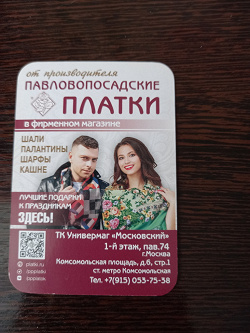 от производителя
ПАВЛОВОПОСАДСКИЕ
ПЛАТКИ
в фирменном магазине
ШАЛИ
ПАЛАНТИНЫ
ШАРФЫ
КАШНЕ
ЛУЧШИЕ ПОДАРКИ
К ПРАЗДНИКАМ
ЗДЕСЬ!
ТК Универмаг «Московский»
1-й этаж, пав.74
г.Москва
Комсомольская площадь, д.6, стр.1
ст. метро Комсомольская
Тел. +7(915) 053-75-38